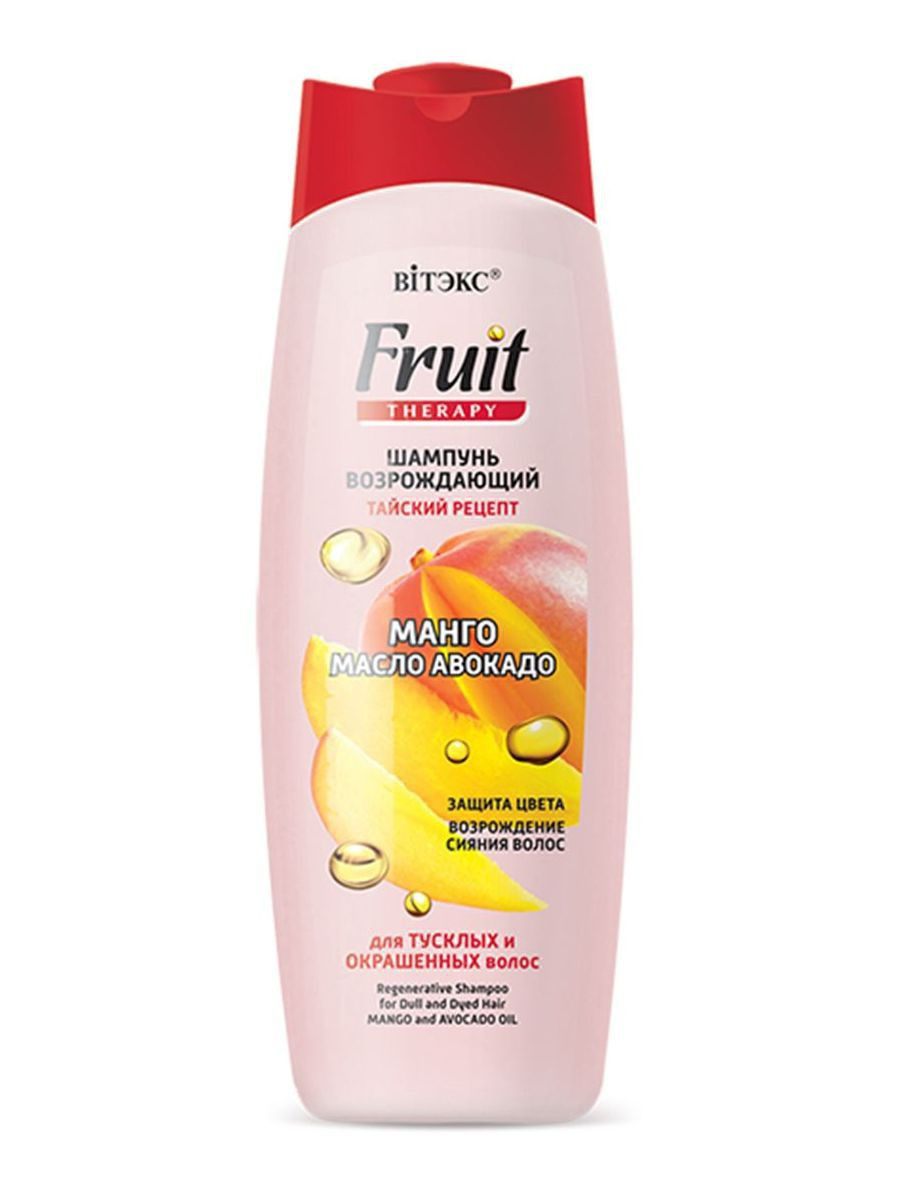 ВІТЭКС®
Fruit
THERAPY
ШАМПУНЬ
ВОЗРОЖДАЮЩИЙ
ТАЙСКИЙ РЕЦЕПТ
МАНГО
МАСЛО АВОКАДО
ЗАЩИТА ЦВЕТА
ВОЗРОЖДЕНИЕ
СИЯНИЯ ВОЛОС
для ТУСКЛЫХ и
ОКРАШЕННЫХ волос
Regenerative Shampoo
for Dull and Dyed Hair
MANGO and AVOCADO OIL